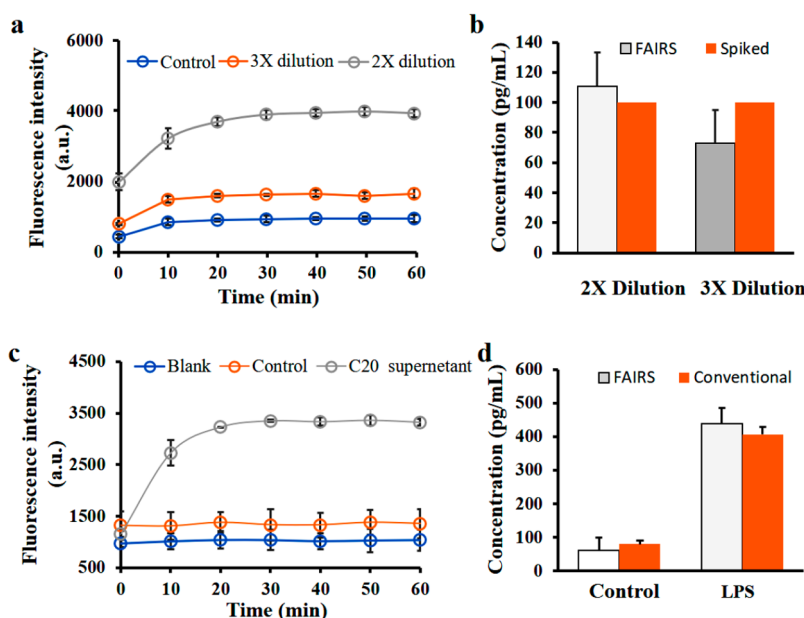 a
Control 3X dilution 2X dilution
Fluorescence intensity
(a.u.)
6000
4000
2000
0
0 10 20 30 40 50 60
Time (min)
b
FAIRS Spiked
Concentration (pg/mL)
140
120
100
80
60
40
20
0
2X Dilution 3X Dilution
c
Blank Control C20 supernetant
Fluorescence intensity
(a.u.)
4500
3500
2500
1500
500
0 10 20 30 40 50 60
Time (min)
d
FAIRS Conventional
Concentration (pg/mL)
600
500
400
300
200
100
0
Control LPS